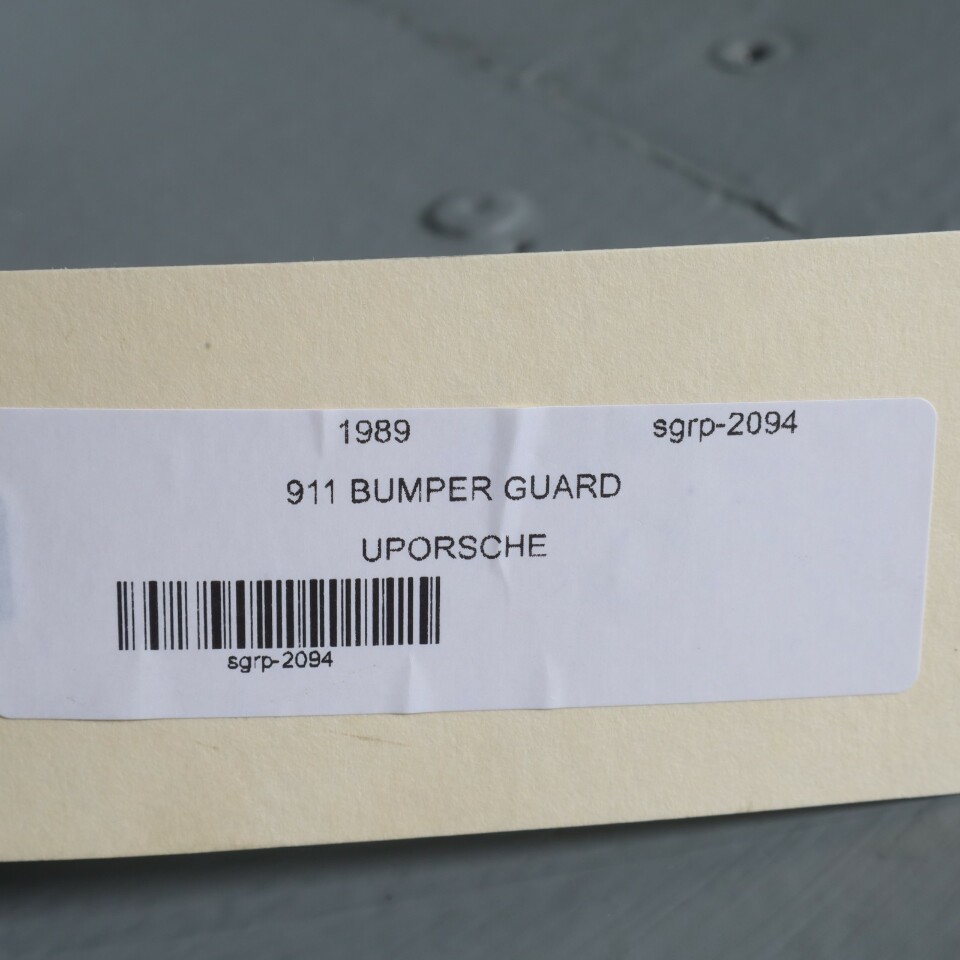 1989 sgrp-2094
911 BUMPER GUARD
UPORSCHE
sgrp-2094